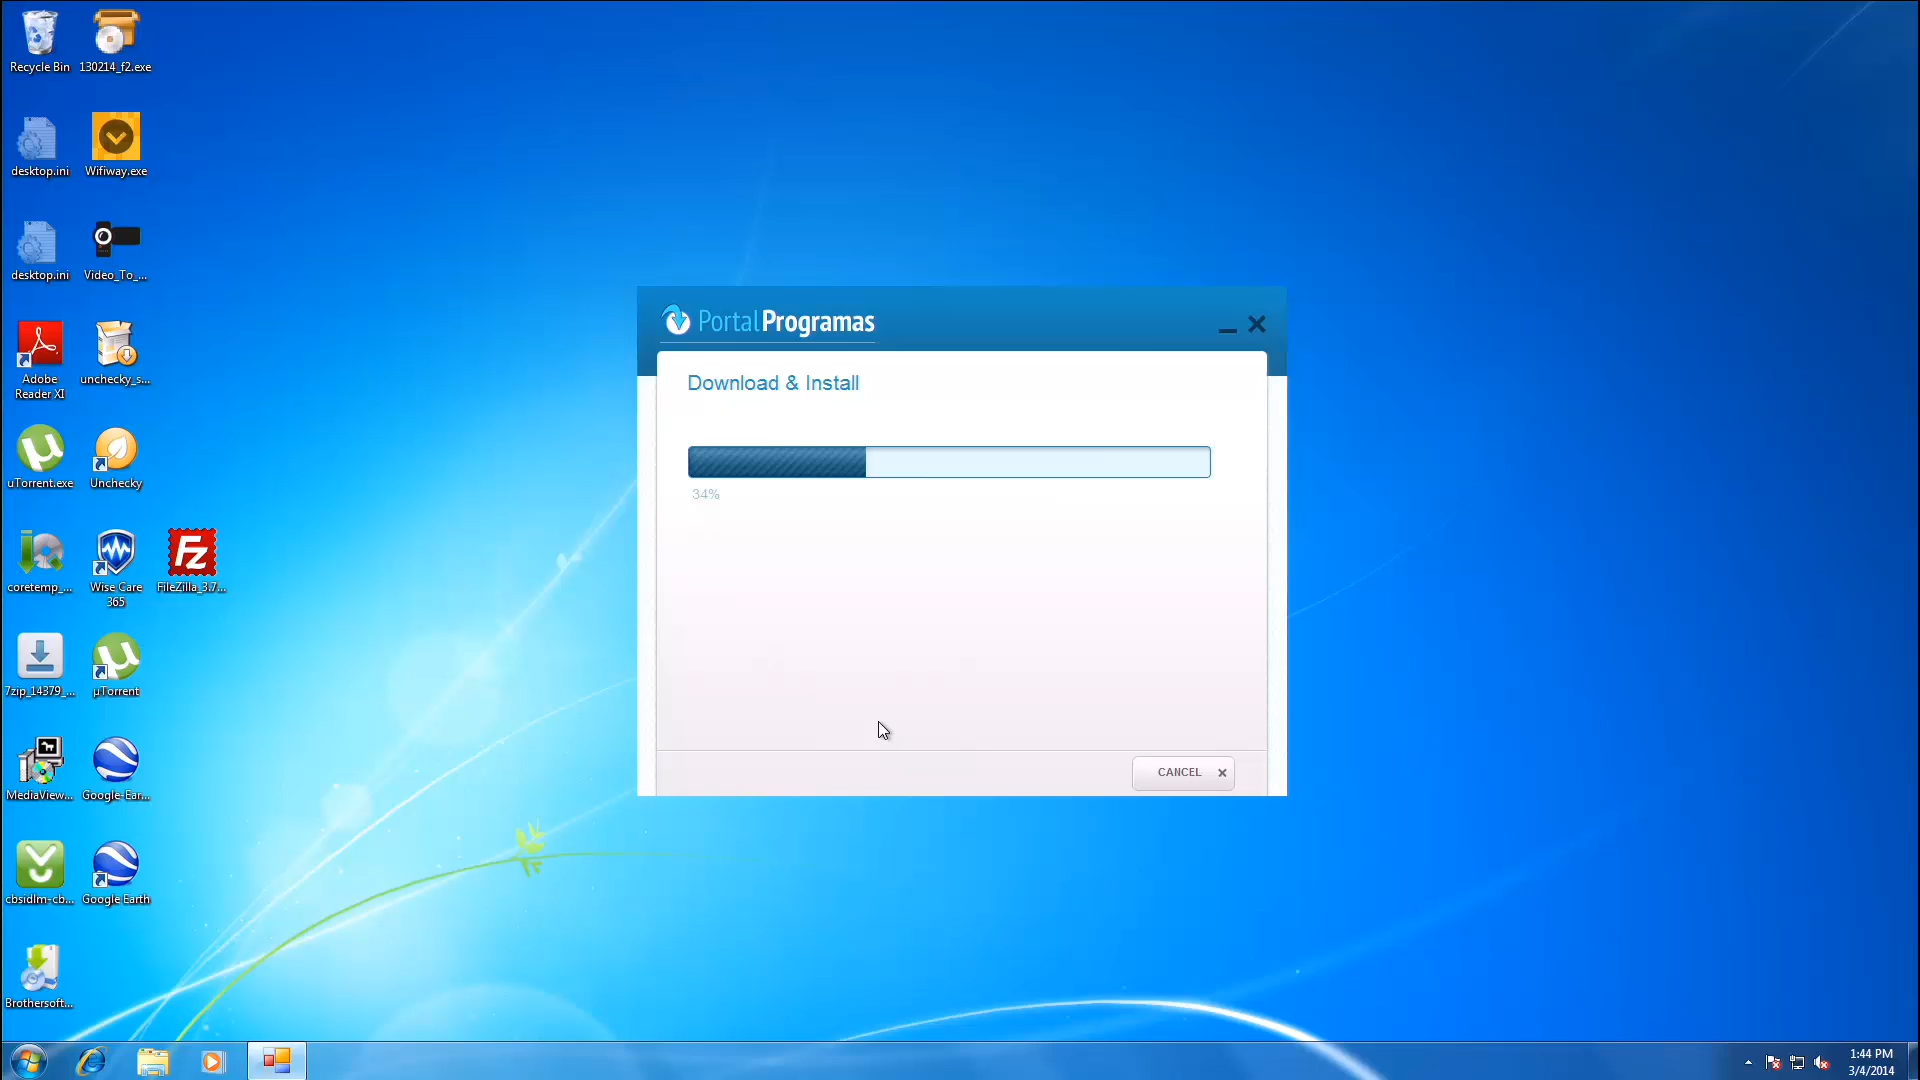 Recycle Bin
130214_f2.exe
desktop.ini
Wifiway.exe
desktop.ini
Video_To_...
Adobe
Reader XI
unchecky_s...
uTorrent.exe
Unchecky
coretemp_...
Wise Care
365
FileZilla_3.7...
7zip_14379_...
µTorrent
MediaView...
Google-Ear...
cbsidlm-cb...
Google Earth
Brothersoft...
PortalProgramas
Download & Install
34%
CANCEL
1:44 PM
3/4/2014